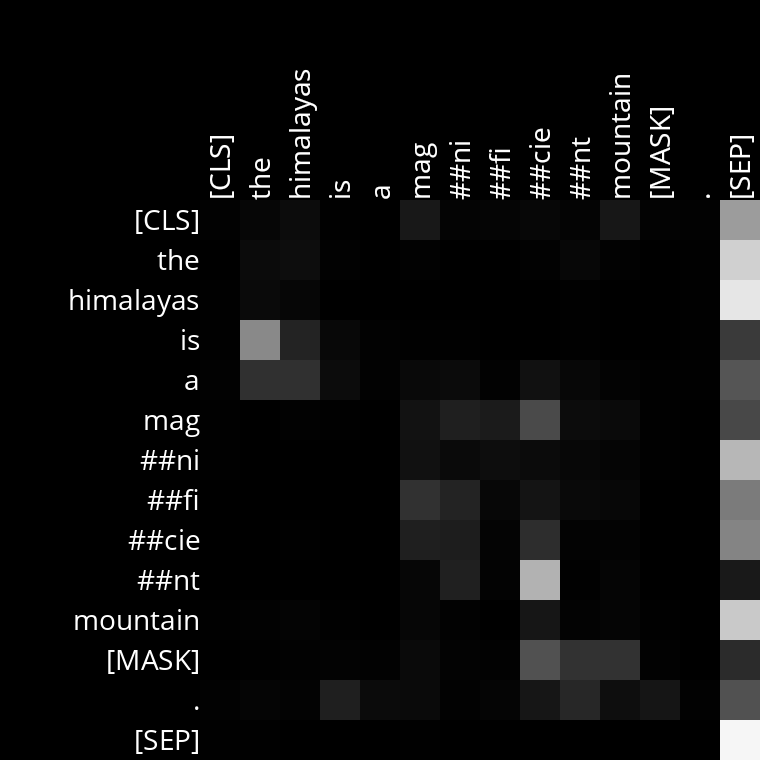 [CLS] the himalayas is a mag ##ni ##fi ##cie ##nt mountain [MASK] . [SEP]
[CLS]
the
himalayas
is
a
mag
##ni
##fi
##cie
##nt
mountain
[MASK]
.
[SEP]